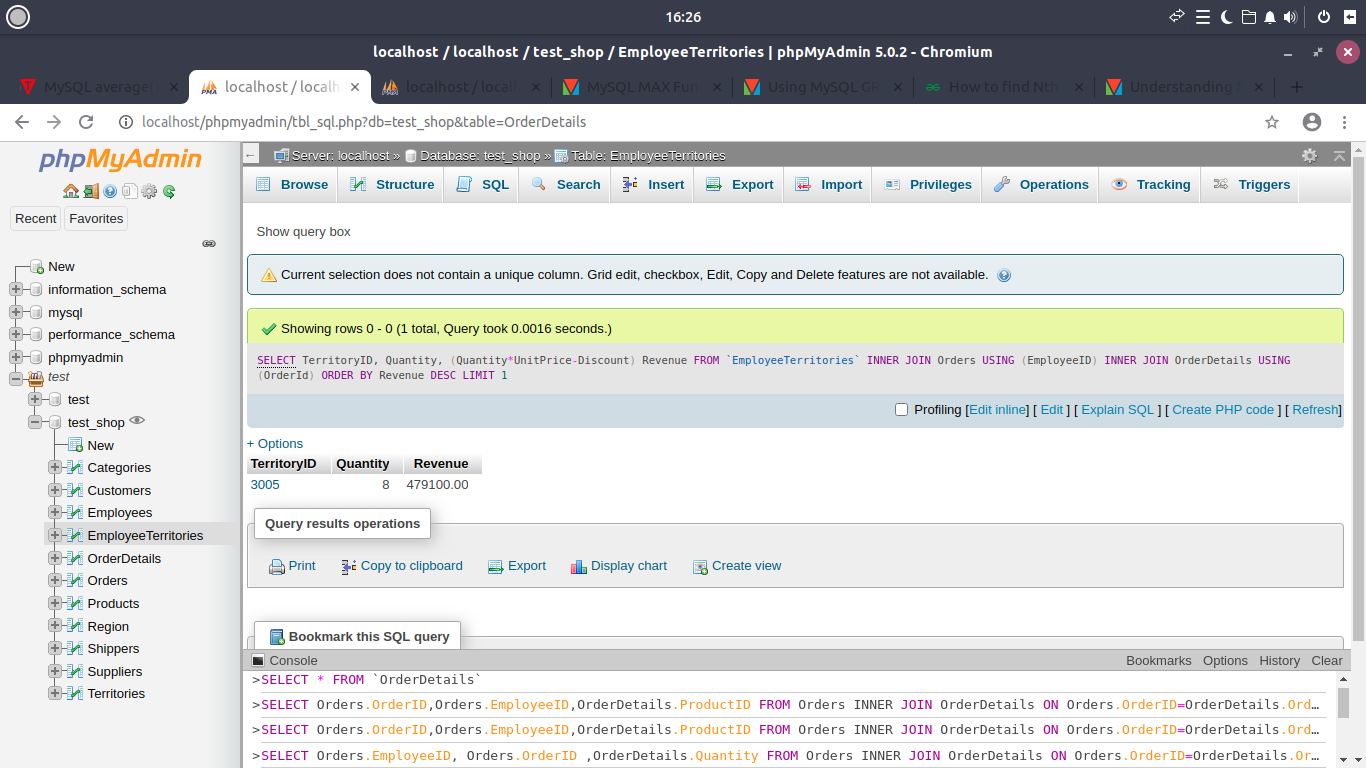 16:26
localhost / localhost / test_shop / EmployeeTerritories | phpMyAdmin 5.0.2 - Chromium
MySQL average localhost / localh localhost / localh MySQL MAX Fun Using MySQL GR How to find Nth Understanding
localhost/phpmyadmin/tbl_sql.php?db=test_shop&table=OrderDetails
phpMyAdmin
Recent Favorites
New
information_schema
mysql
performance_schema
phpmyadmin
test
test
test_shop
New
Categories
Customers
Employees
EmployeeTerritories
OrderDetails
Orders
Products
Region
Shippers
Suppliers
Territories
Server: localhost » Database: test_shop » Table: EmployeeTerritories
Browse Structure SQL Search Insert Export Import Privileges Operations Tracking Triggers
Show query box
Current selection does not contain a unique column. Grid edit, checkbox, Edit, Copy and Delete features are not available.
Showing rows 0 - 0 (1 total, Query took 0.0016 seconds.)
SELECT TerritoryID, Quantity, (Quantity*UnitPrice-Discount) Revenue FROM `EmployeeTerritories` INNER JOIN Orders USING (EmployeeID) INNER JOIN OrderDetails USING
(OrderId) ORDER BY Revenue DESC LIMIT 1
Profiling [Edit inline] [ Edit ] [ Explain SQL ] [ Create PHP code ] [ Refresh]
+ Options
TerritoryID Quantity Revenue
3005 8 479100.00
Query results operations
Print Copy to clipboard Export Display chart Create view
Bookmark this SQL query
Console Bookmarks Options History Clear
>SELECT * FROM `OrderDetails`
>SELECT Orders.OrderID,Orders.EmployeeID,OrderDetails.ProductID FROM Orders INNER JOIN OrderDetails ON Orders.OrderID=OrderDetails.Ord…
>SELECT Orders.OrderID,Orders.EmployeeID,OrderDetails.ProductID FROM Orders INNER JOIN OrderDetails ON Orders.OrderID=OrderDetails.Ord…
>SELECT Orders.EmployeeID, Orders.OrderID ,OrderDetails.Quantity FROM Orders INNER JOIN OrderDetails ON Orders.OrderID=OrderDetails.Or…